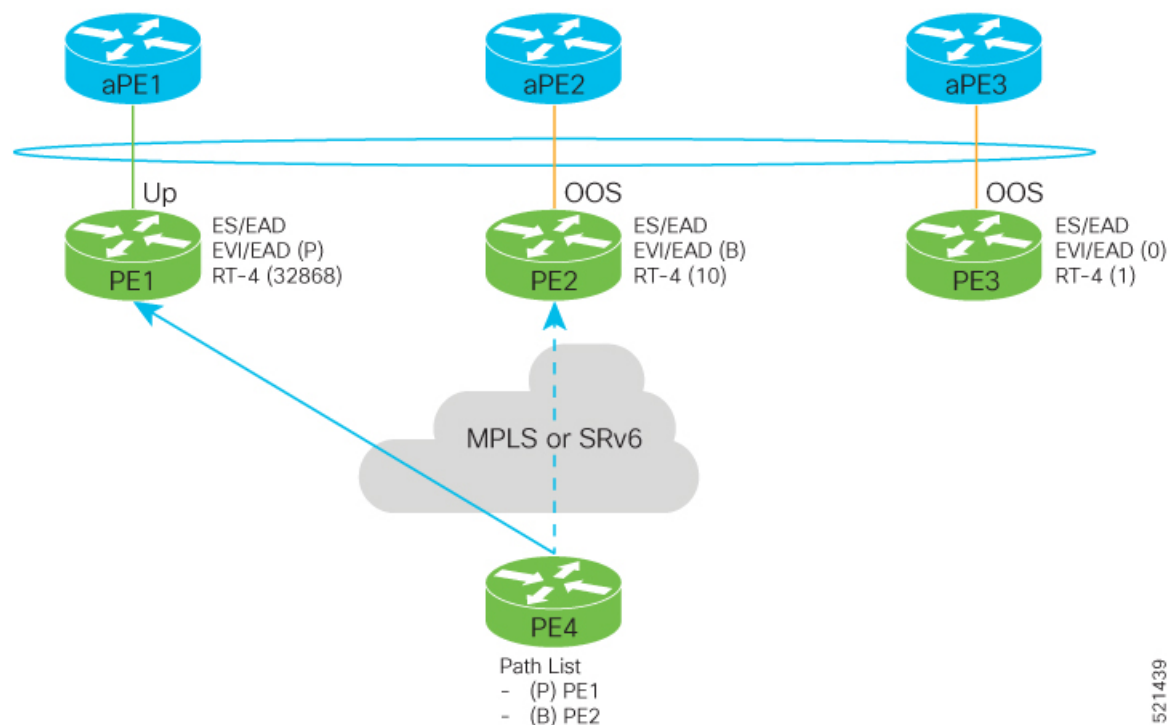 aPE1
aPE2
aPE3
Up
OOS
OOS
ES/EAD
EVI/EAD (P)
RT-4 (32868)
PE1
ES/EAD
EVI/EAD (B)
RT-4 (10)
PE2
ES/EAD
EVI/EAD (0)
RT-4 (1)
PE3
MPLS or SRv6
PE4
Path List
- (P) PE1
- (B) PE2
521439